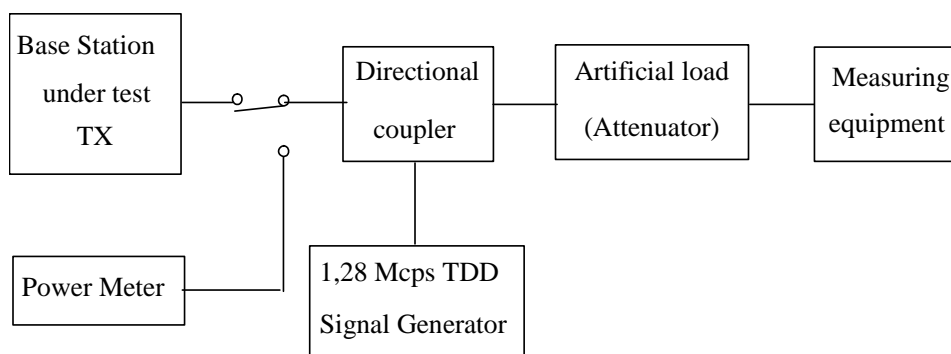 Base Station
under test
TX
Directional
coupler
Artificial load
(Attenuator)
Measuring
equipment
Power Meter
1,28 Mcps TDD
Signal Generator